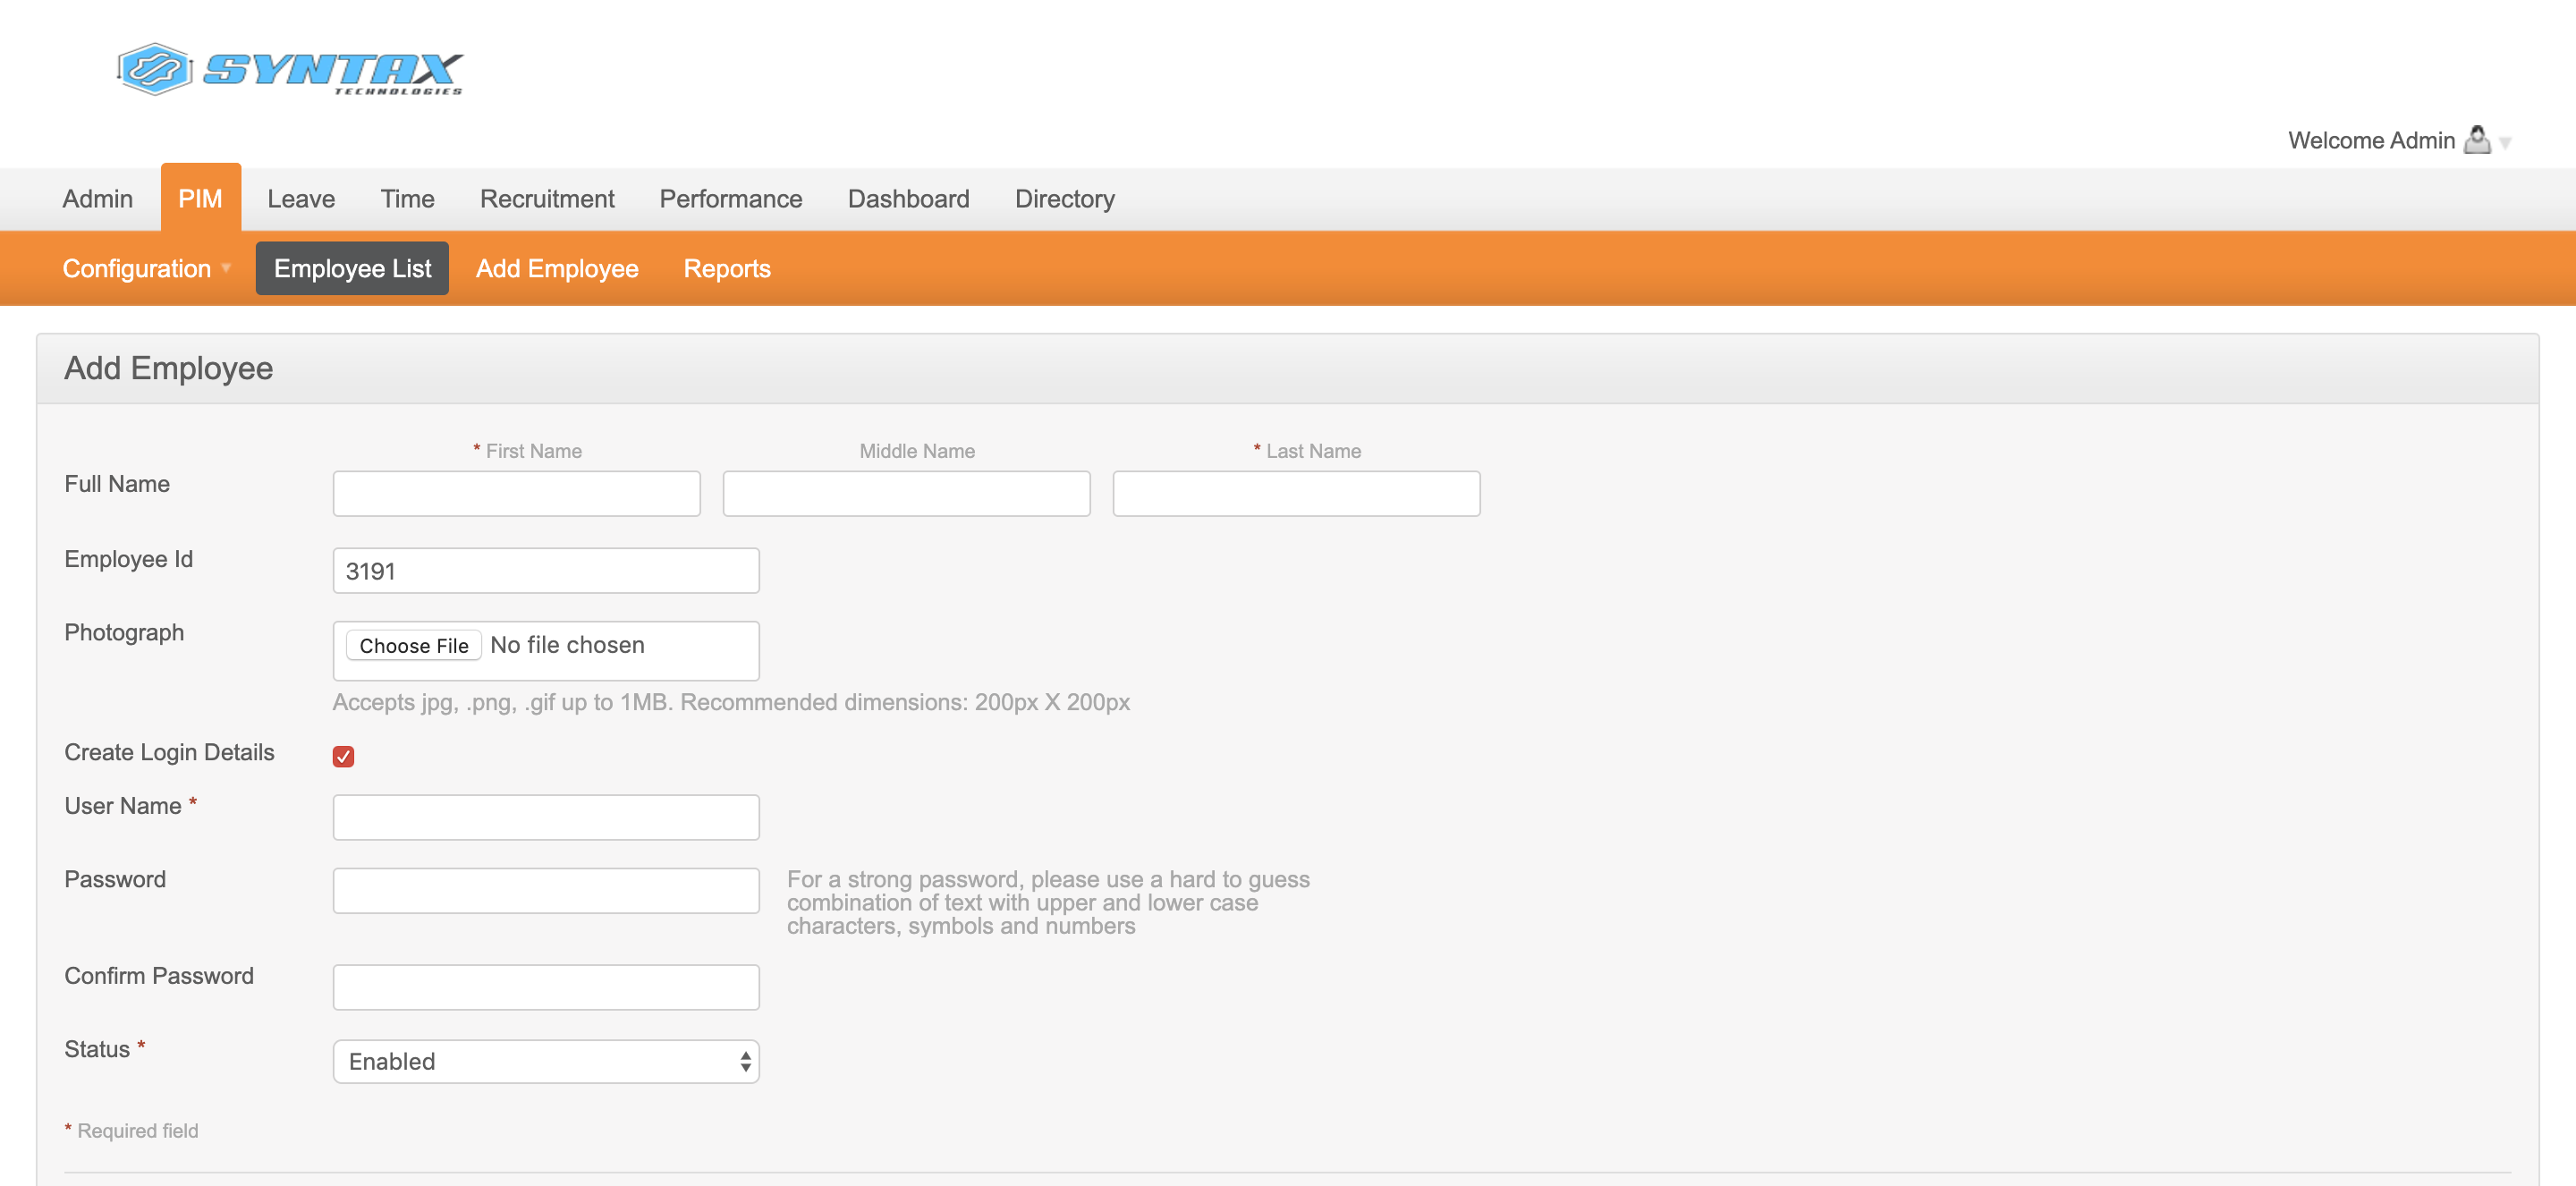 SYNTAX
TECHNOLOGIES
Welcome Admin
Admin PIM Leave Time Recruitment Performance Dashboard Directory
Configuration Employee List Add Employee Reports
Add Employee
* First Name Middle Name * Last Name
Full Name
Employee Id 3191
Photograph Choose File No file chosen
Accepts jpg, .png, .gif up to 1MB. Recommended dimensions: 200px X 200px
Create Login Details
User Name *
Password For a strong password, please use a hard to guess
combination of text with upper and lower case
characters, symbols and numbers
Confirm Password
Status * Enabled
* Required field